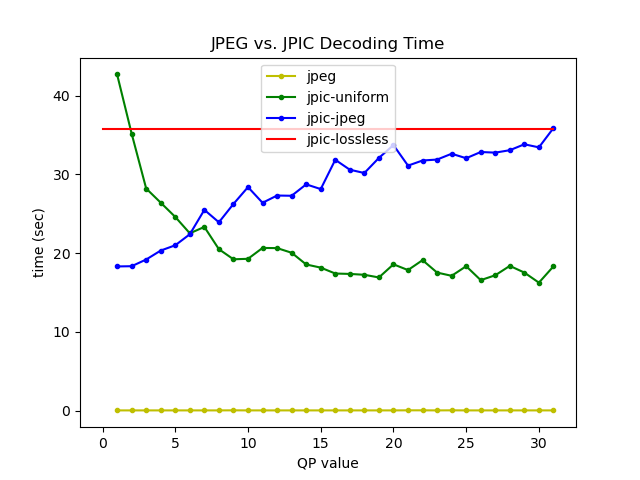 JPEG vs. JPIC Decoding Time
jpeg
jpic-uniform
jpic-jpeg
jpic-lossless
time (sec)
40
30
20
10
0
0 5 10 15 20 25 30
QP value